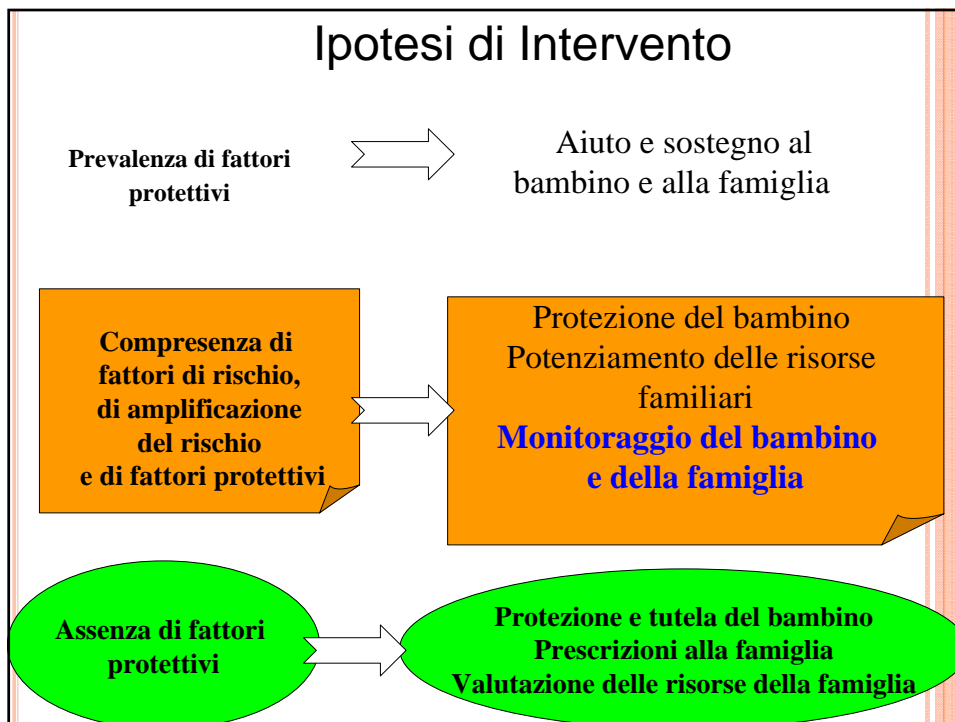 Ipotesi di Intervento
Prevalenza di fattori
protettivi
Aiuto e sostegno al
bambino e alla famiglia
Compresenza di
fattori di rischio,
di amplificazione
del rischio
e di fattori protettivi
Protezione del bambino
Potenziamento delle risorse
familiari
Monitoraggio del bambino
e della famiglia
Assenza di fattori
protettivi
Protezione e tutela del bambino
Prescrizioni alla famiglia
Valutazione delle risorse della famiglia